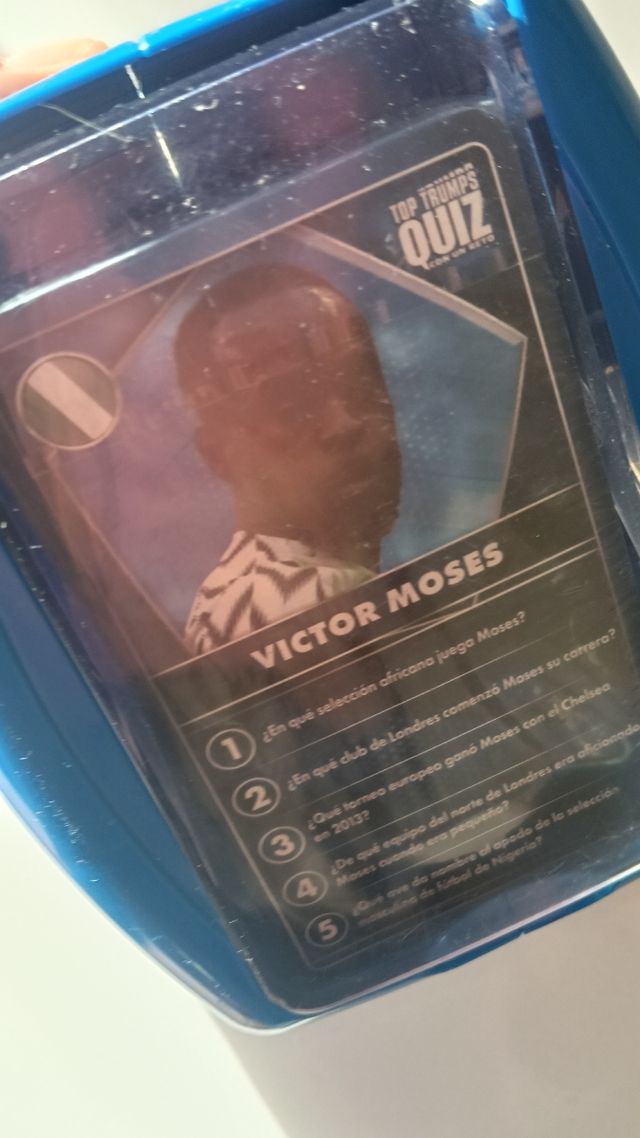 TOP TRUMPS
QUIZ
CON UN RETO
VICTOR MOSES
1 ¿En qué selección africana juega Moses?
2 ¿En qué club de Londres comenzó Moses su carrera?
3 ¿Qué torneo europeo ganó Moses con el Chelsea
en 2013?
4 ¿De qué equipo del norte de Londres era aficionado
Moses cuando era pequeño?
5 ¿Qué ave da nombre al apodo de la selección
masculina de fútbol de Nigeria?